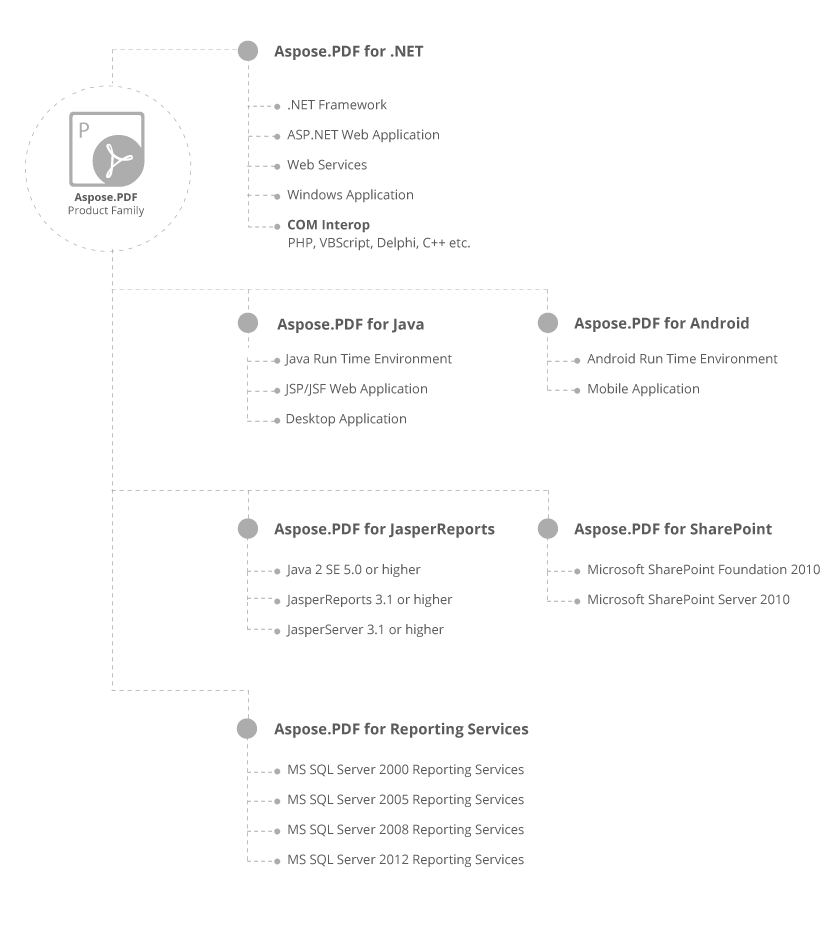 Aspose.PDF for .NET
.NET Framework
ASP.NET Web Application
Web Services
Windows Application
COM Interop
PHP, VBScript, Delphi, C++ etc.
P
Aspose.PDF
Product Family
Aspose.PDF for Java
Java Run Time Environment
JSP/JSF Web Application
Desktop Application
Aspose.PDF for Android
Android Run Time Environment
Mobile Application
Aspose.PDF for JasperReports
Java 2 SE 5.0 or higher
JasperReports 3.1 or higher
JasperServer 3.1 or higher
Aspose.PDF for SharePoint
Microsoft SharePoint Foundation 2010
Microsoft SharePoint Server 2010
Aspose.PDF for Reporting Services
MS SQL Server 2000 Reporting Services
MS SQL Server 2005 Reporting Services
MS SQL Server 2008 Reporting Services
MS SQL Server 2012 Reporting Services